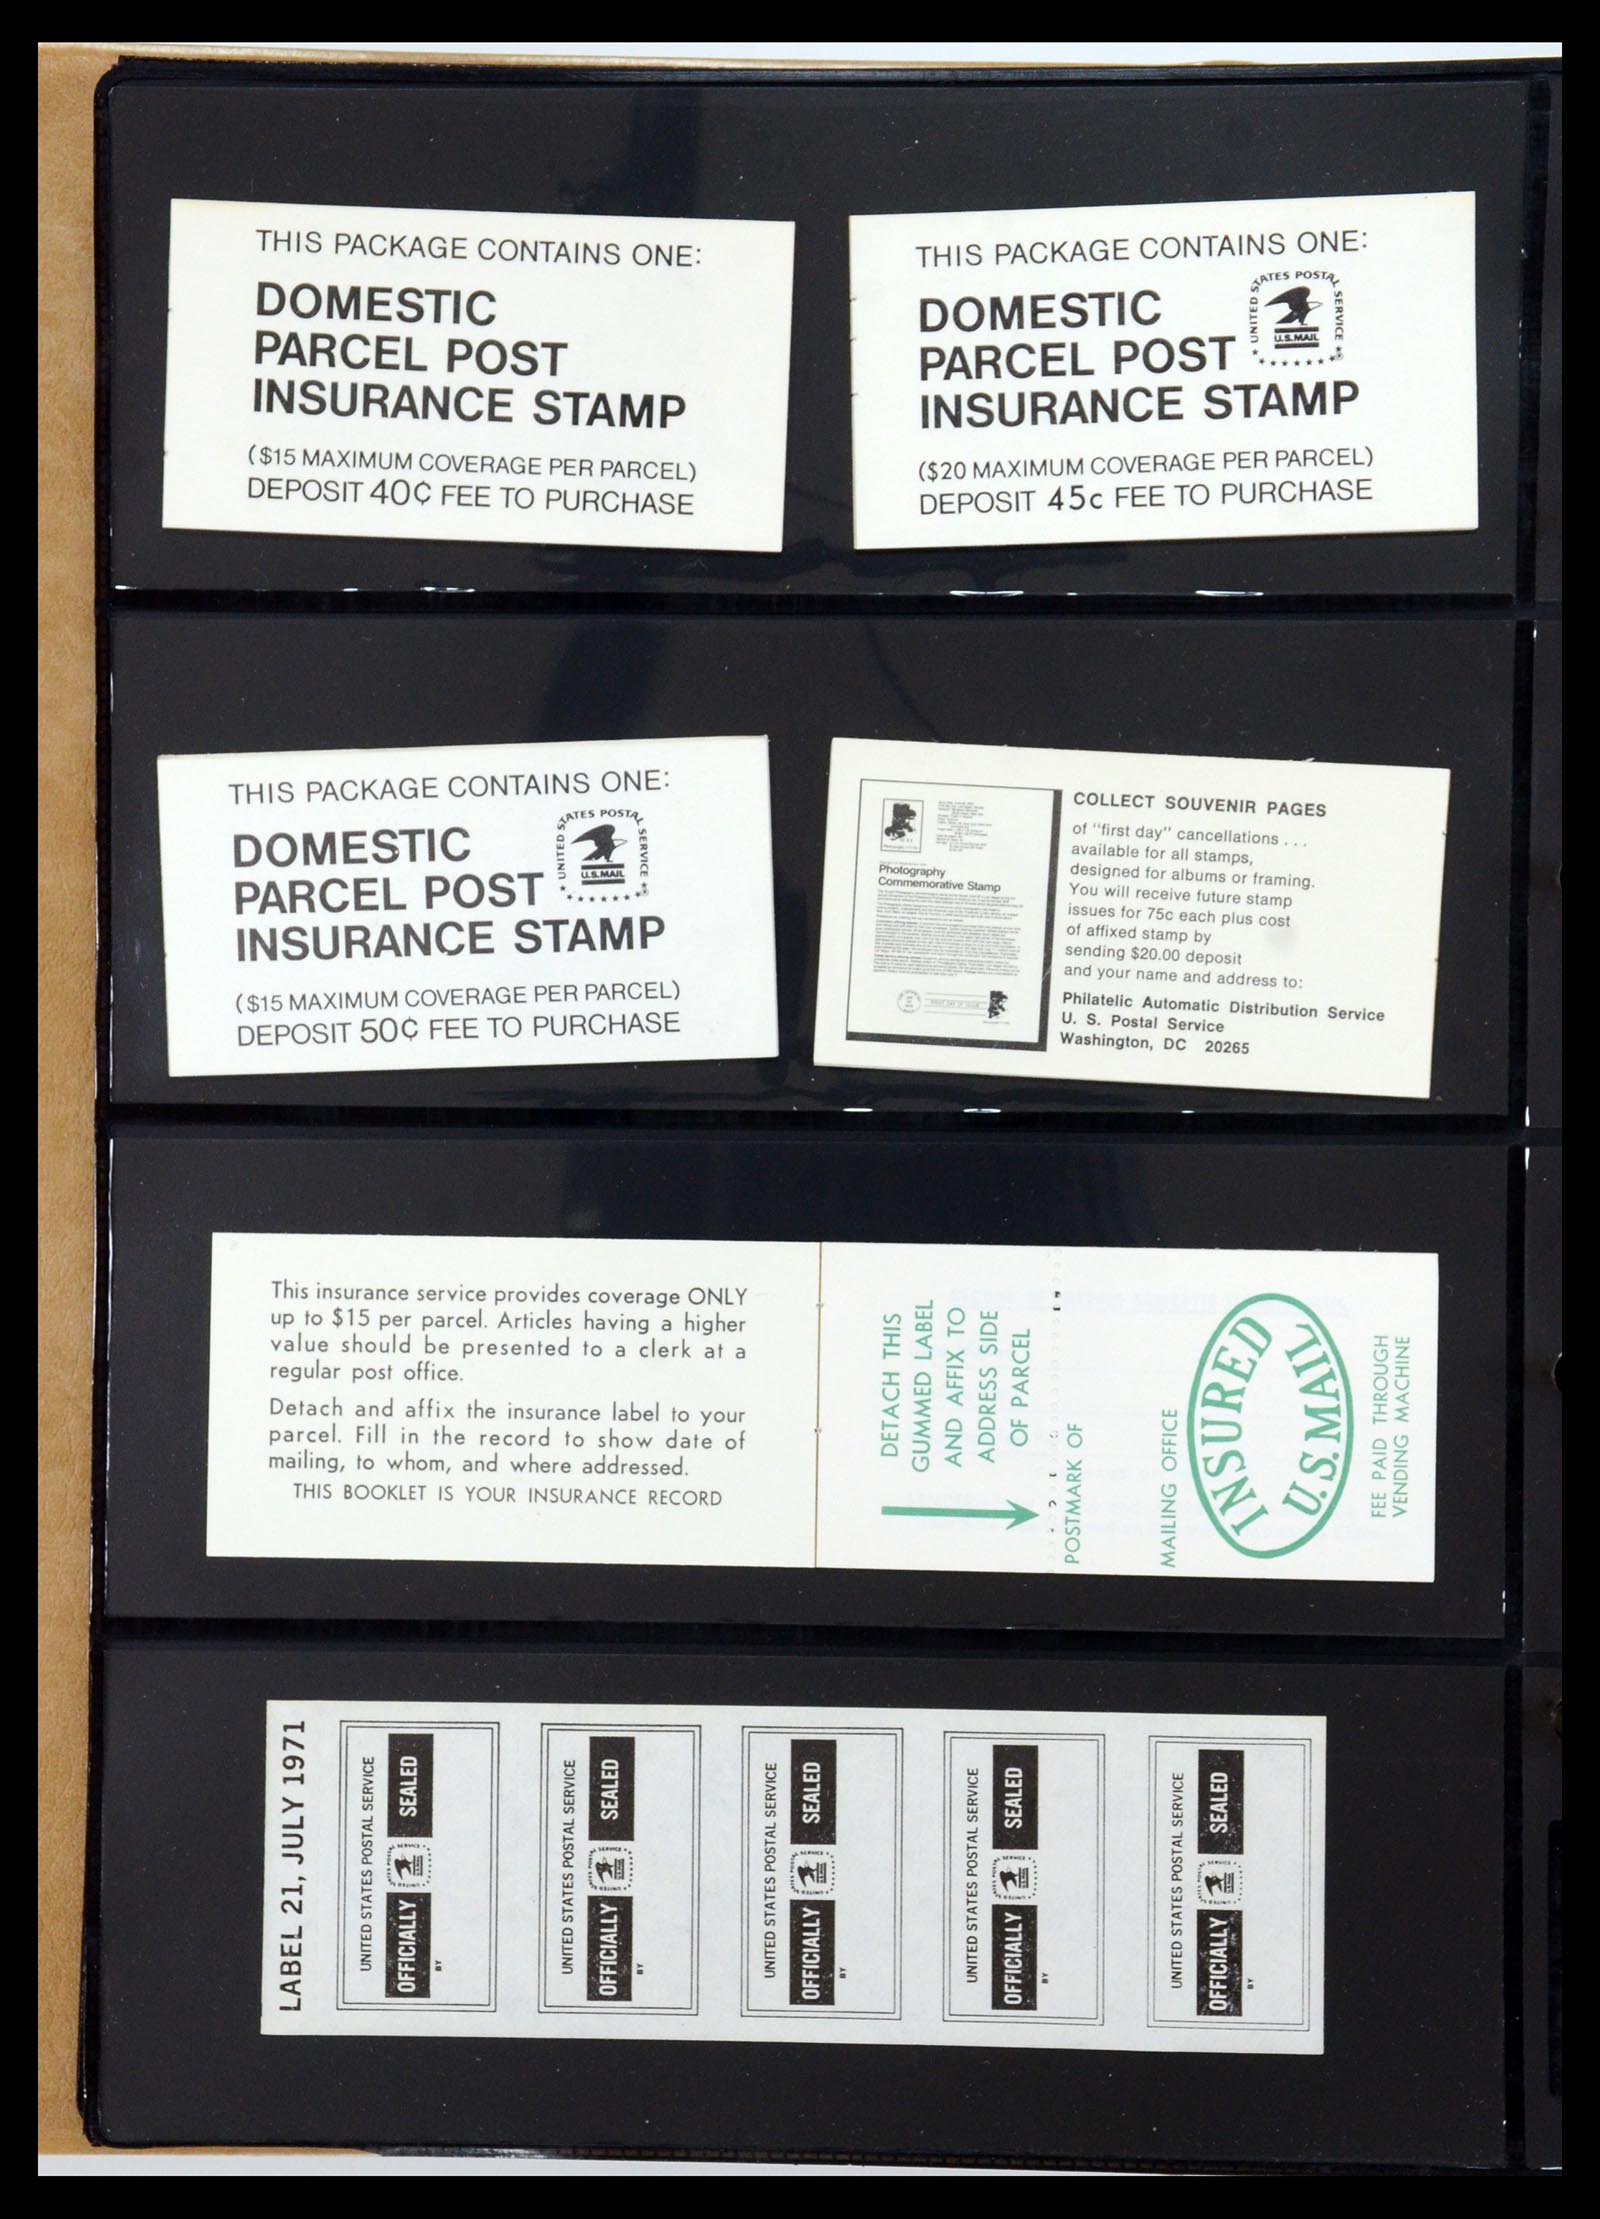 THIS PACKAGE CONTAINS ONE:
DOMESTIC
PARCEL POST
INSURANCE STAMP
($15 MAXIMUM COVERAGE PER PARCEL)
DEPOSIT 40¢ FEE TO PURCHASE
THIS PACKAGE CONTAINS ONE:
DOMESTIC
PARCEL POST
INSURANCE STAMP
UNITED STATES POSTAL SERVICE
U.S.MAIL
($20 MAXIMUM COVERAGE PER PARCEL)
DEPOSIT 45c FEE TO PURCHASE
THIS PACKAGE CONTAINS ONE:
DOMESTIC
PARCEL POST
INSURANCE STAMP
UNITED STATES POSTAL SERVICE
U.S.MAIL
($15 MAXIMUM COVERAGE PER PARCEL)
DEPOSIT 50¢ FEE TO PURCHASE
Photography
Commemorative Stamp
COLLECT SOUVENIR PAGES
of "first day" cancellations . . .
available for all stamps,
designed for albums or framing.
You will receive future stamp
issues for 75c each plus cost
of affixed stamp by
sending $20.00 deposit
and your name and address to:
Philatelic Automatic Distribution Service
U. S. Postal Service
Washington, DC 20265
This insurance service provides coverage ONLY
up to $15 per parcel. Articles having a higher
value should be presented to a clerk at a
regular post office.
Detach and affix the insurance label to your
parcel. Fill in the record to show date of
mailing, to whom, and where addressed.
THIS BOOKLET IS YOUR INSURANCE RECORD
DETACH THIS
GUMMED LABEL
AND AFFIX TO
ADDRESS SIDE
OF PARCEL
POSTMARK OF
MAILING OFFICE
INSURED
U.S.MAIL
FEE PAID THROUGH
VENDING MACHINE
LABEL 21, JULY 1971
UNITED STATES POSTAL SERVICE
OFFICIALLY SEALED
BY
UNITED STATES POSTAL SERVICE
OFFICIALLY SEALED
BY
UNITED STATES POSTAL SERVICE
OFFICIALLY SEALED
BY
UNITED STATES POSTAL SERVICE
OFFICIALLY SEALED
BY
UNITED STATES POSTAL SERVICE
OFFICIALLY SEALED
BY